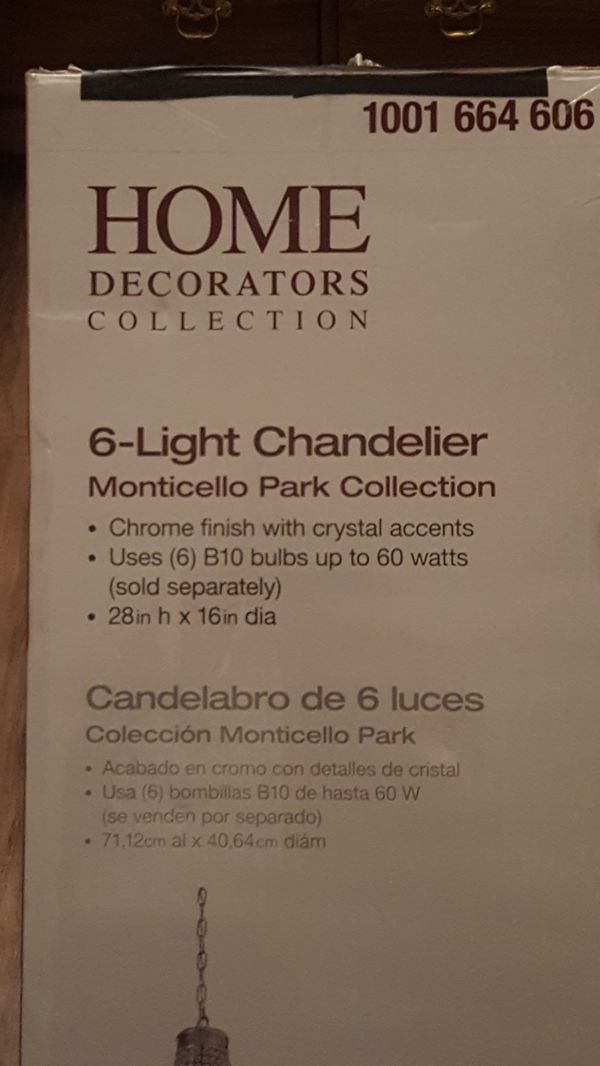 1001 664 606
HOME
DECORATORS
COLLECTION
6-Light Chandelier
Monticello Park Collection
• Chrome finish with crystal accents
• Uses (6) B10 bulbs up to 60 watts
(sold separately)
• 28in h x 16in dia
Candelabro de 6 luces
Colección Monticello Park
• Acabado en cromo con detalles de cristal
• Usa (6) bombillas B10 de hasta 60 W
(se venden por separado)
• 71,12cm al x 40,64cm diám